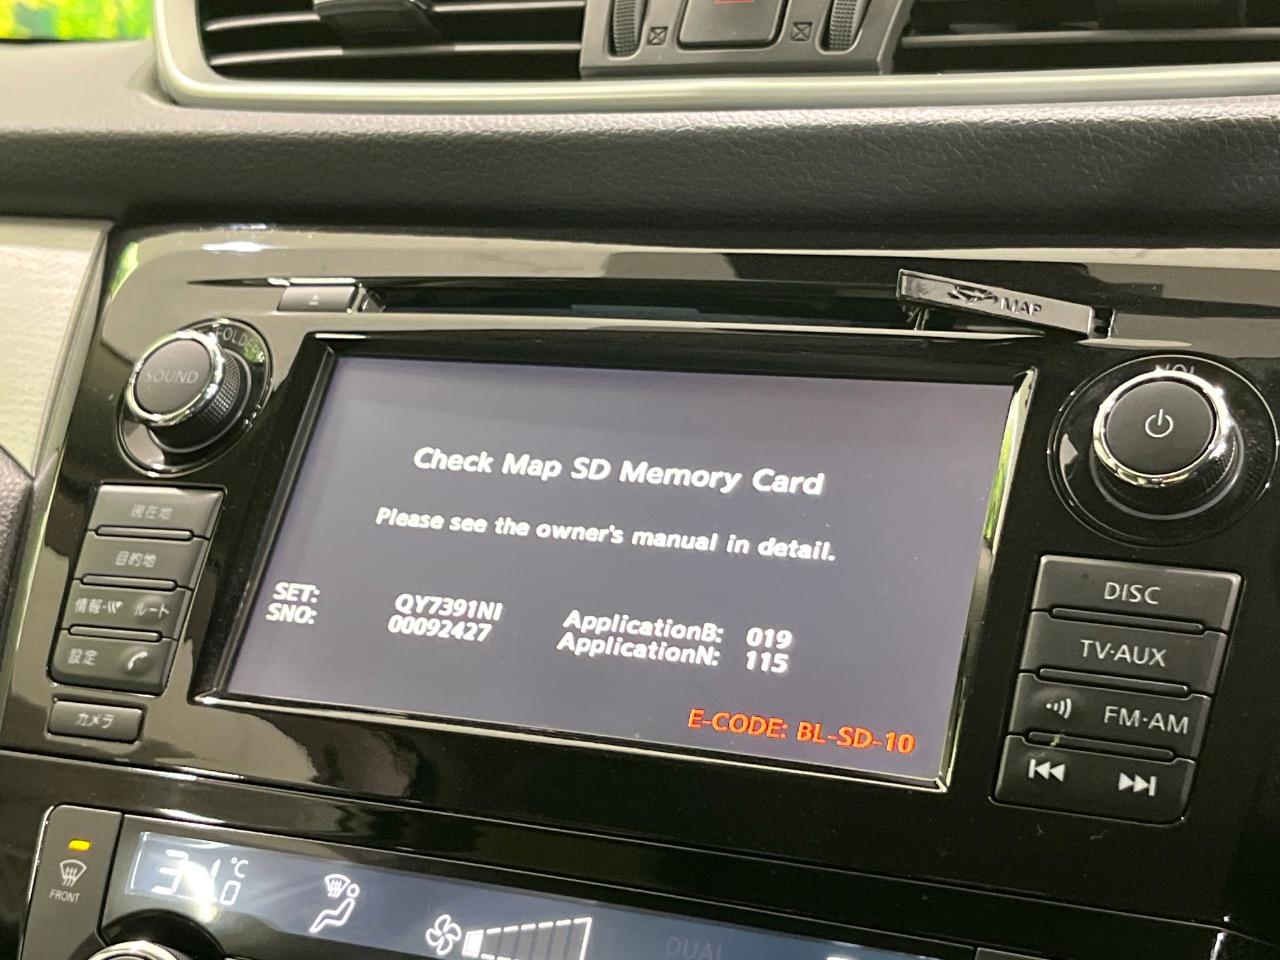 MAP
FOLDER
SOUND
VOL
Check Map SD Memory Card
Please see the owner's manual in detail.
SET: QY7391NI
SNO: 00092427
ApplicationB: 019
ApplicationN: 115
E-CODE: BL-SD-10
現在地
目的地
情報・ ルート
設定
カメラ
DISC
TV·AUX
FM·AM
FRONT
°C
DUAL